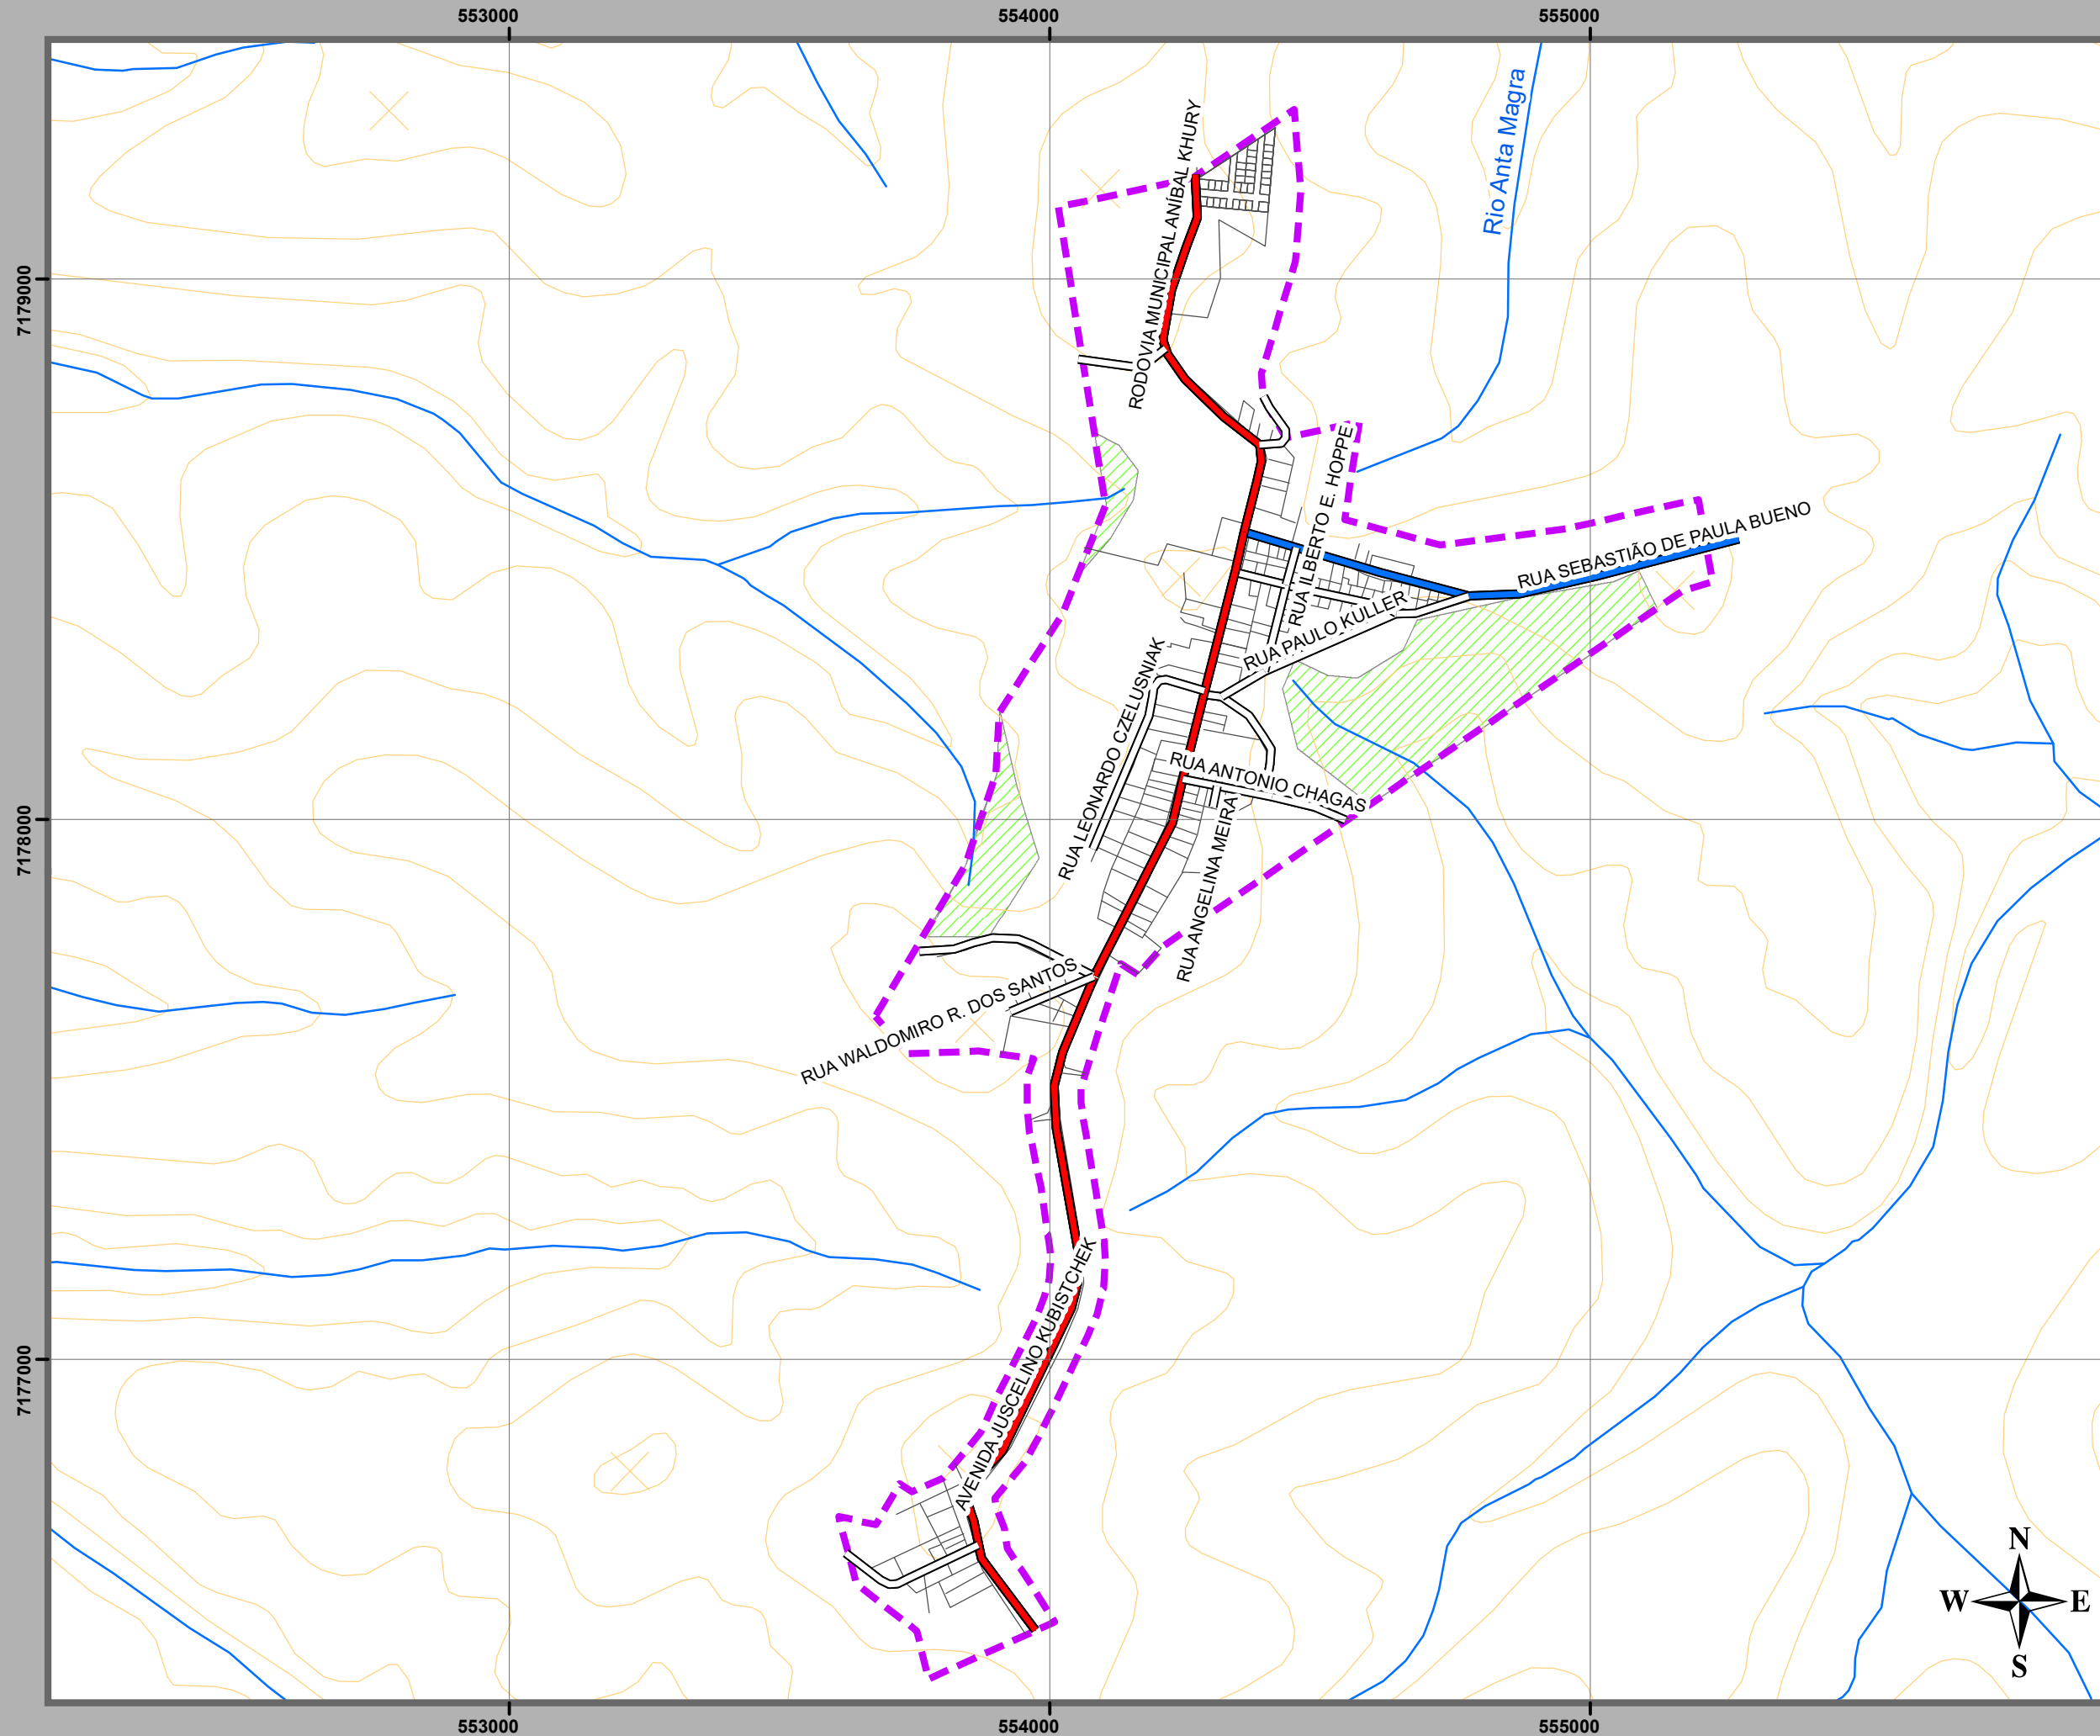 553000
554000
555000
7179000
7178000
7177000
Rio Anta Magra
RODOVIA MUNICIPAL ANÍBAL KHURY
RUA ILBERTO E. HOPPE
RUA SEBASTIÃO DE PAULA BUENO
RUA PAULO KULLER
RUA LEONARDO CZELUSNIAK
RUA ANTONIO CHAGAS
RUA ANGELINA MEIRA
RUA WALDOMIRO R. DOS SANTOS
AVENIDA JUSCELINO KUBISTCHEK
N
W
E
S
553000
554000
555000